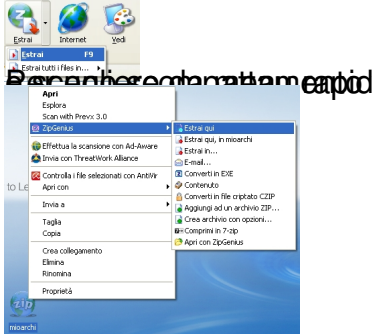 Estrai Internet Vedi
Estrai F9
Estrai tutti i files in...
Apri
Esplora
Scan with Prevx 3.0
ZipGenius
Effettua la scansione con Ad-Aware
Invia con ThreatWork Alliance
Controlla i file selezionati con AntiVir
Apri con
Invia a
Taglia
Copia
Crea collegamento
Elimina
Rinomina
Proprietà
Estrai qui
Estrai qui, in mioarchi
Estrai in...
E-mail...
Converti in EXE
Contenuto
Converti in file criptato CZIP
Aggiungi ad un archivio ZIP...
Crea archivio con opzioni...
Comprimi in 7-zip
Apri con ZipGenius
to Le
ZIP
mioarchi